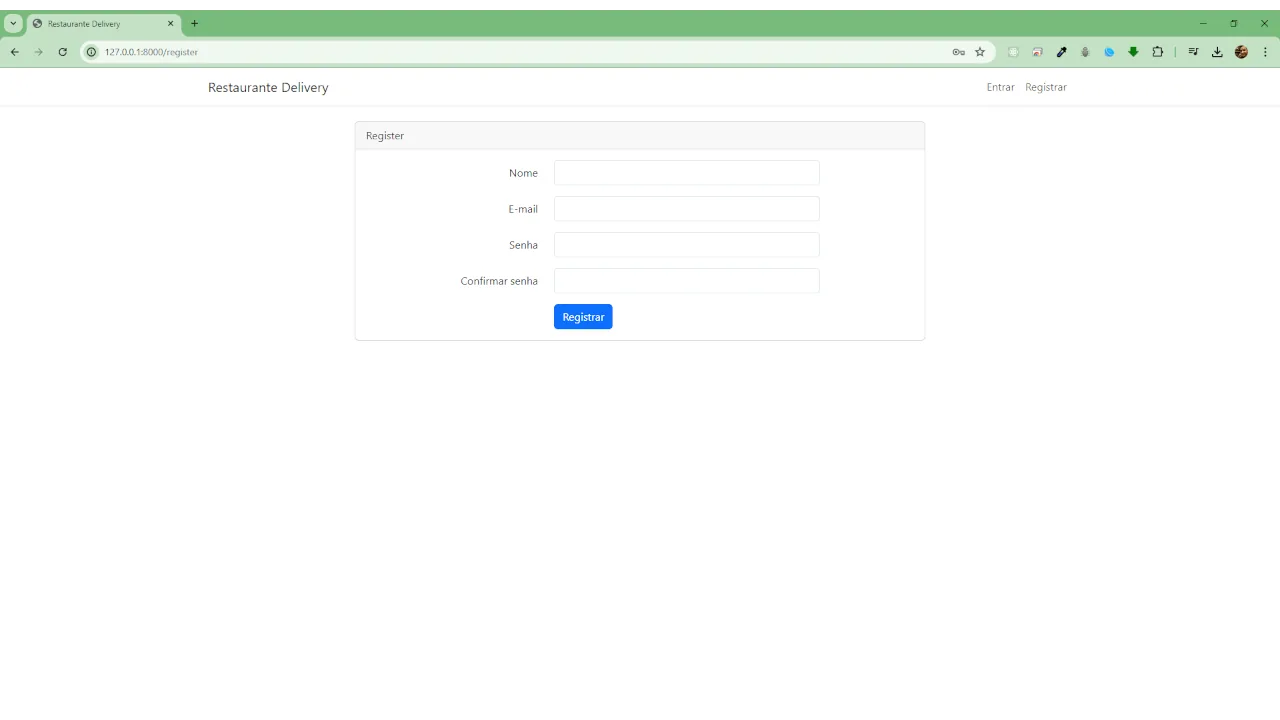 Restaurante Delivery
127.0.0.1:8000/register
Restaurante Delivery
Entrar Registrar
Register
Nome
E-mail
Senha
Confirmar senha
Registrar